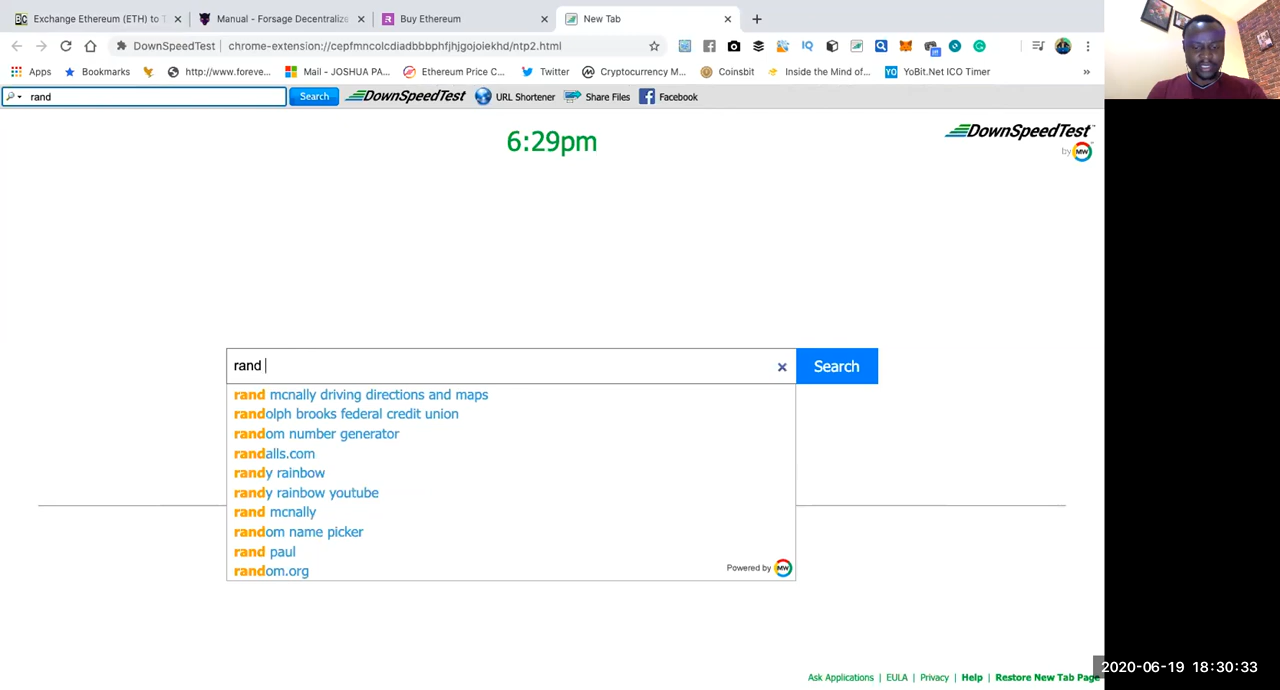 Exchange Ethereum (ETH) to T
Manual - Forsage Decentralize
Buy Ethereum
New Tab
DownSpeedTest
chrome-extension://cepfmncolcdiadbbbphfjhjgojoiekhd/ntp2.html
Apps
Bookmarks
http://www.foreve...
Mail - JOSHUA PA...
Ethereum Price C...
Twitter
Cryptocurrency M...
Coinsbit
Inside the Mind of...
YoBit.Net ICO Timer
rand
Search
DownSpeedTest
URL Shortener
Share Files
Facebook
6:29pm
DownSpeedTest™
by MW
rand
Search
rand mcnally driving directions and maps
randolph brooks federal credit union
random number generator
randalls.com
randy rainbow
randy rainbow youtube
rand mcnally
random name picker
rand paul
random.org
Powered by MW
Ask Applications | EULA | Privacy | Help | Restore New Tab Page
2020-06-19 18:30:33